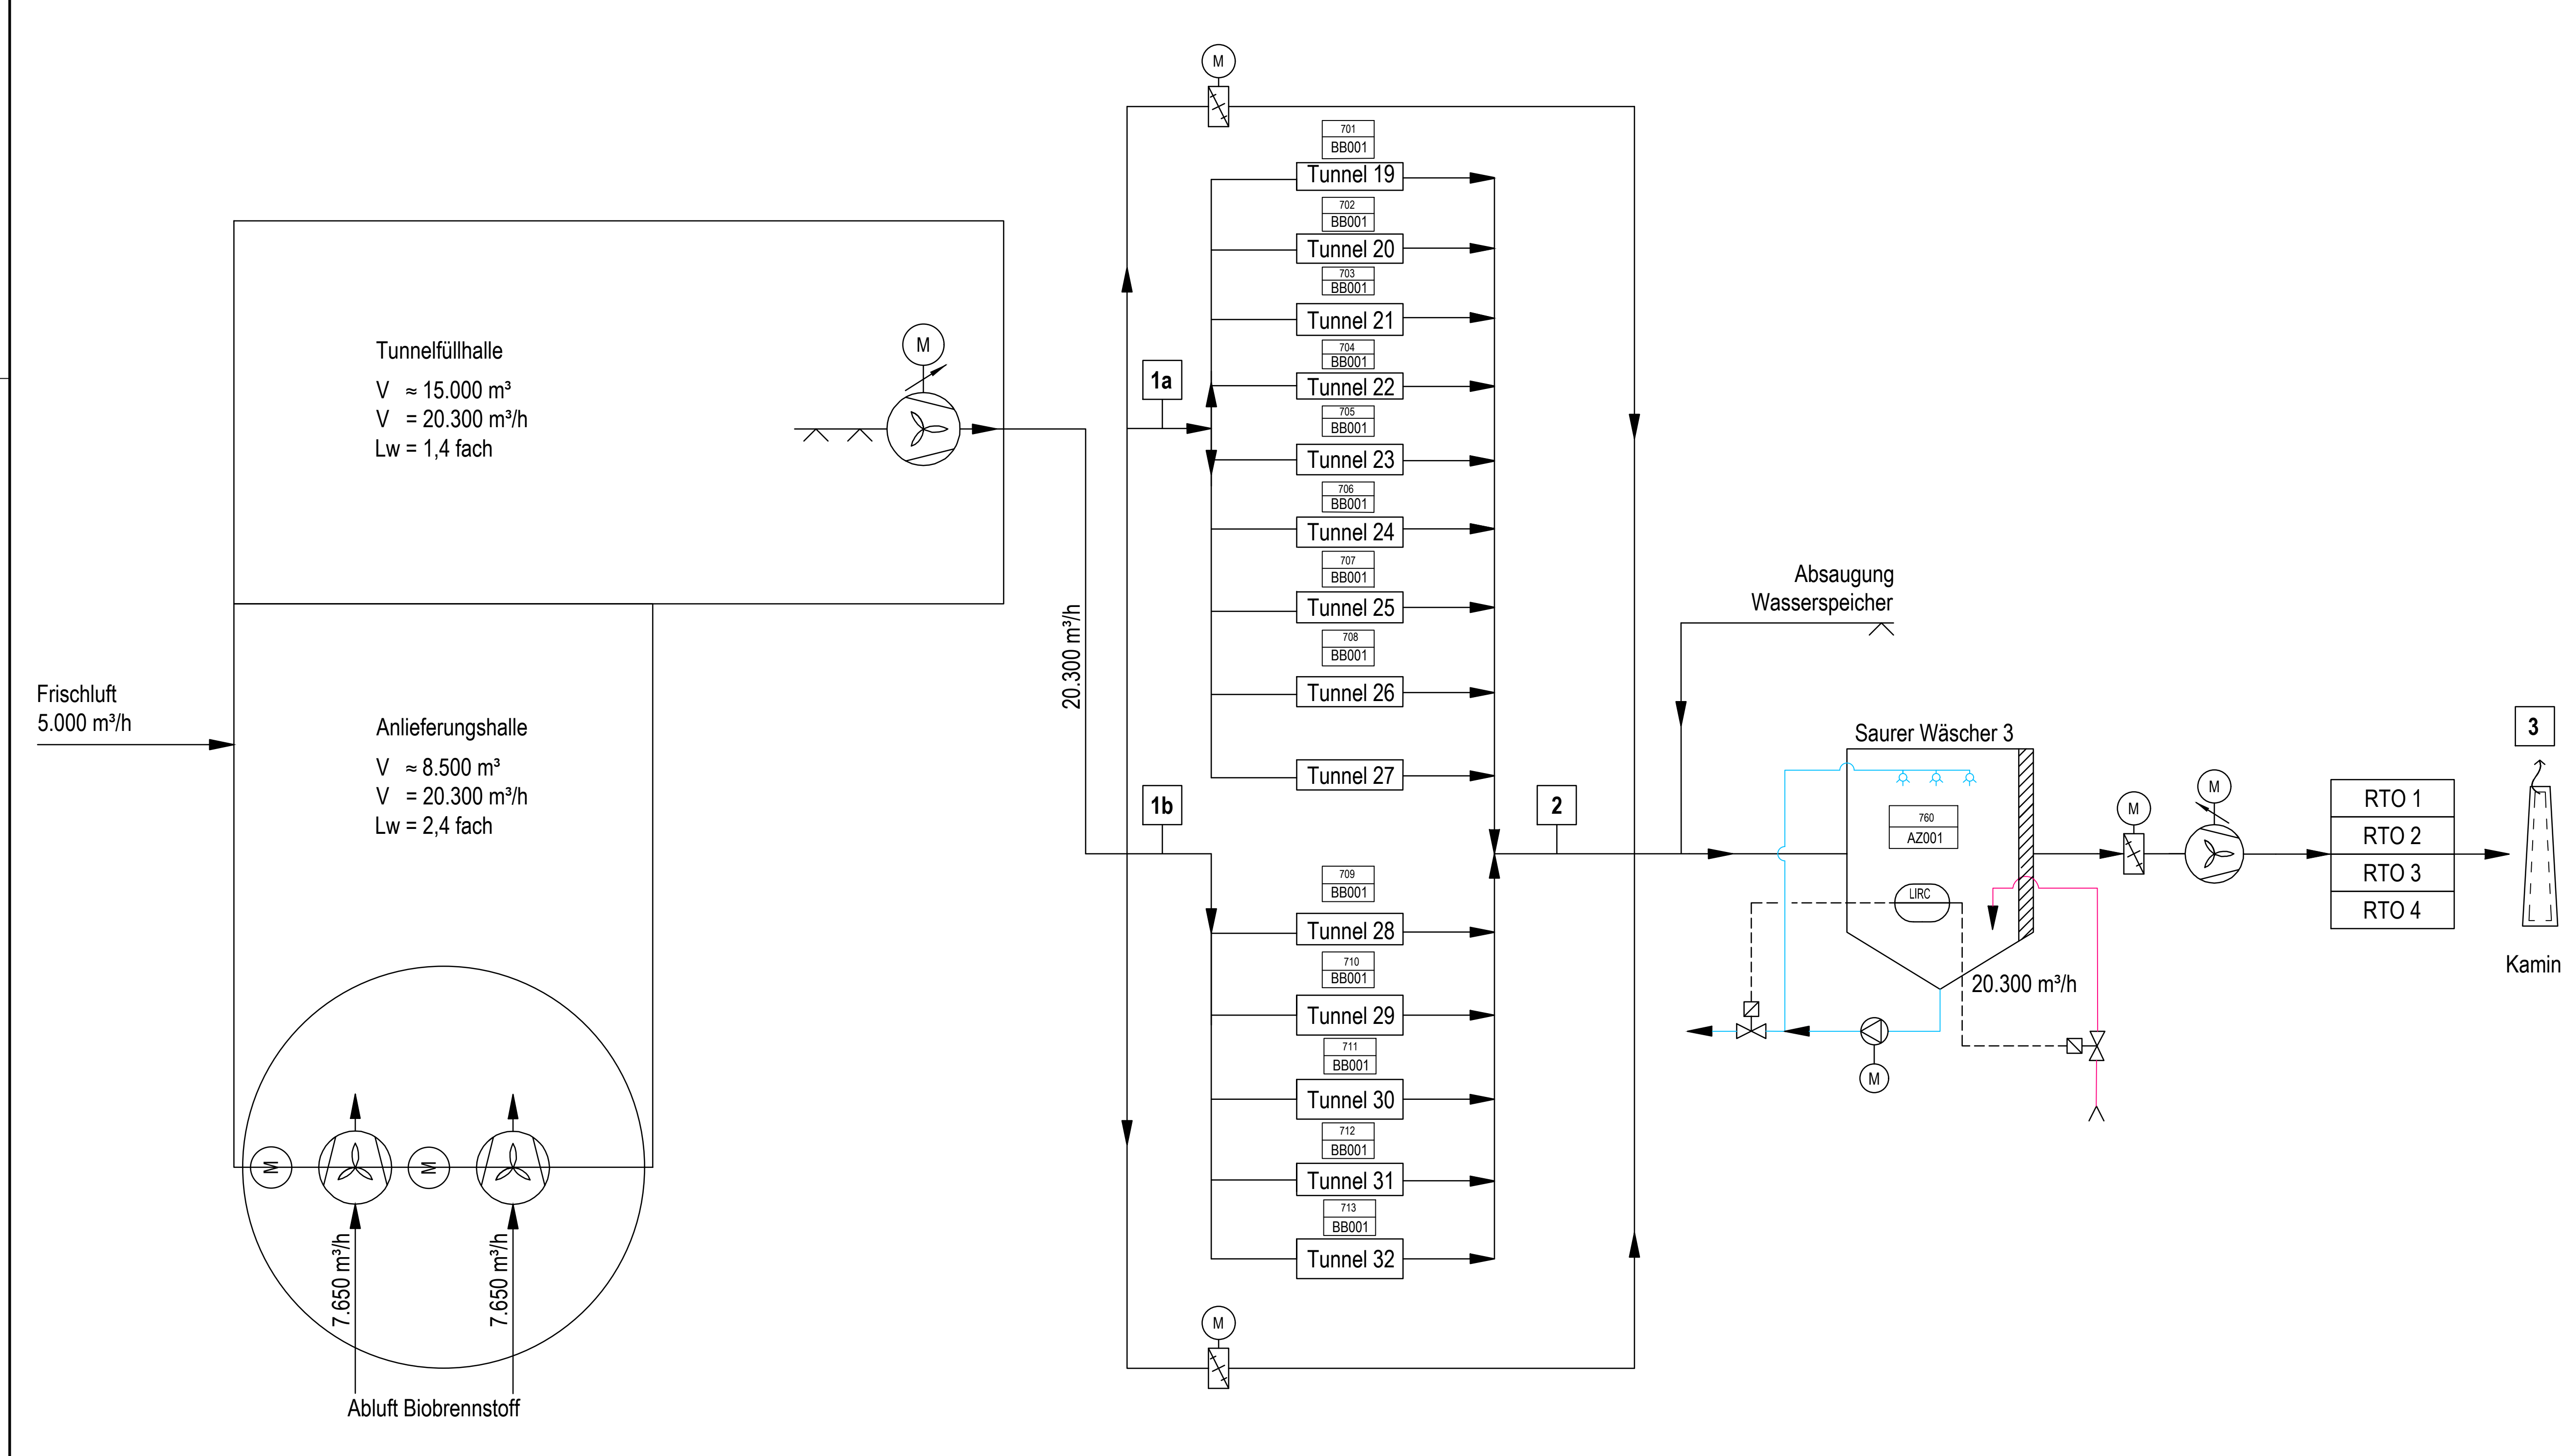 Tunnelfüllhalle
V ≈ 15.000 m³
V = 20.300 m³/h
Lw = 1,4 fach
M
Frischluft
5.000 m³/h
Anlieferungshalle
V ≈ 8.500 m³
V = 20.300 m³/h
Lw = 2,4 fach
M
M
7.650 m³/h
7.650 m³/h
Abluft Biobrennstoff
20.300 m³/h
M
1a
1b
701
BB001
Tunnel 19
702
BB001
Tunnel 20
703
BB001
Tunnel 21
704
BB001
Tunnel 22
705
BB001
Tunnel 23
706
BB001
Tunnel 24
707
BB001
Tunnel 25
708
BB001
Tunnel 26
Tunnel 27
709
BB001
Tunnel 28
710
BB001
Tunnel 29
711
BB001
Tunnel 30
712
BB001
Tunnel 31
713
BB001
Tunnel 32
M
2
Absaugung
Wasserspeicher
Saurer Wäscher 3
760
AZ001
LIRC
20.300 m³/h
M
M
M
RTO 1
RTO 2
RTO 3
RTO 4
3
Kamin